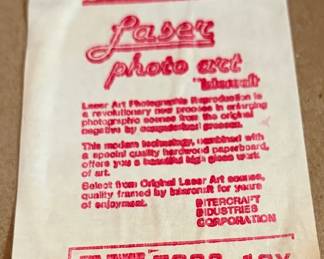 Laser
photo art
"Intercraft
Laser Art Photographic Reproduction is
a revolutionary new process in enlarging
photographic scenes from the original
negative by computerized process.
This modern technology, combined with
a special quality hardwood paperboard,
offers you a beautiful high gloss work
of art.
Select from Original Laser Art scenes,
quality framed by Intercraft for years
of enjoyment.
INTERCRAFT
INDUSTRIES
CORPORATION